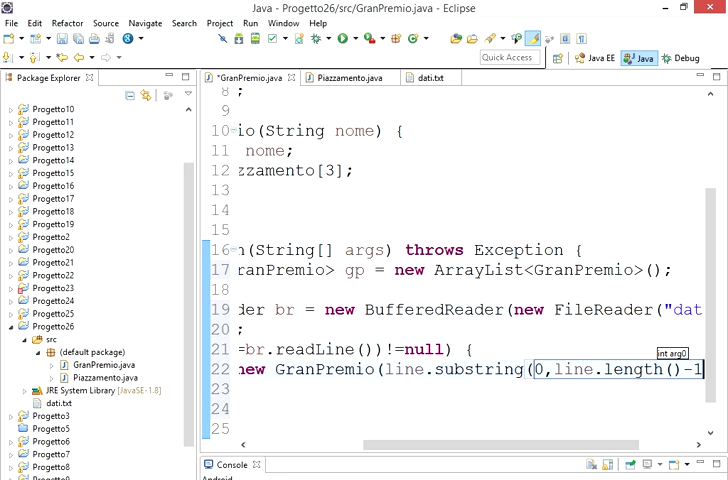 Java - Progetto26/src/GranPremio.java - Eclipse
File Edit Refactor Source Navigate Search Project Run Window Help
Quick Access
Java EE Java Debug
Package Explorer
*GranPremio.java Piazzamento.java dati.txt
Progetto10
Progetto11
Progetto12
Progetto13
Progetto14
Progetto15
Progetto16
Progetto17
Progetto18
Progetto19
Progetto2
Progetto20
Progetto21
Progetto22
Progetto23
Progetto24
Progetto25
Progetto26
src
(default package)
GranPremio.java
Piazzamento.java
JRE System Library [JavaSE-1.8]
dati.txt
Progetto3
Progetto5
Progetto6
Progetto7
Progetto8
8 ;
9
10 io(String nome) {
11 nome;
12 zzamento[3];
13
14
15
16 n(String[] args) throws Exception {
17 ranPremio> gp = new ArrayList<GranPremio>();
18
19 der br = new BufferedReader(new FileReader("dat
20 ;
21 =br.readLine())!=null) {
int arg0
22 new GranPremio(line.substring(0,line.length()-1
23
24
25
Console